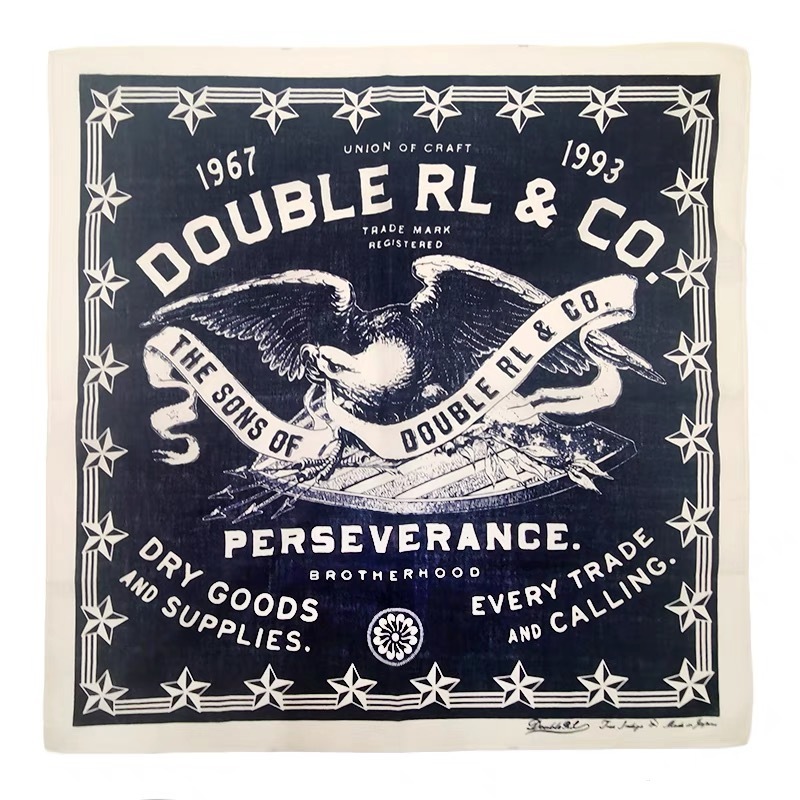 UNION OF CRAFT
1967 1993
DOUBLE RL & CO.
TRADE MARK
REGISTERED
THE SONS OF DOUBLE RL & CO.
PERSEVERANCE.
BROTHERHOOD
DRY GOODS
AND SUPPLIES.
EVERY TRADE
AND CALLING.
Double RL Made in Japan